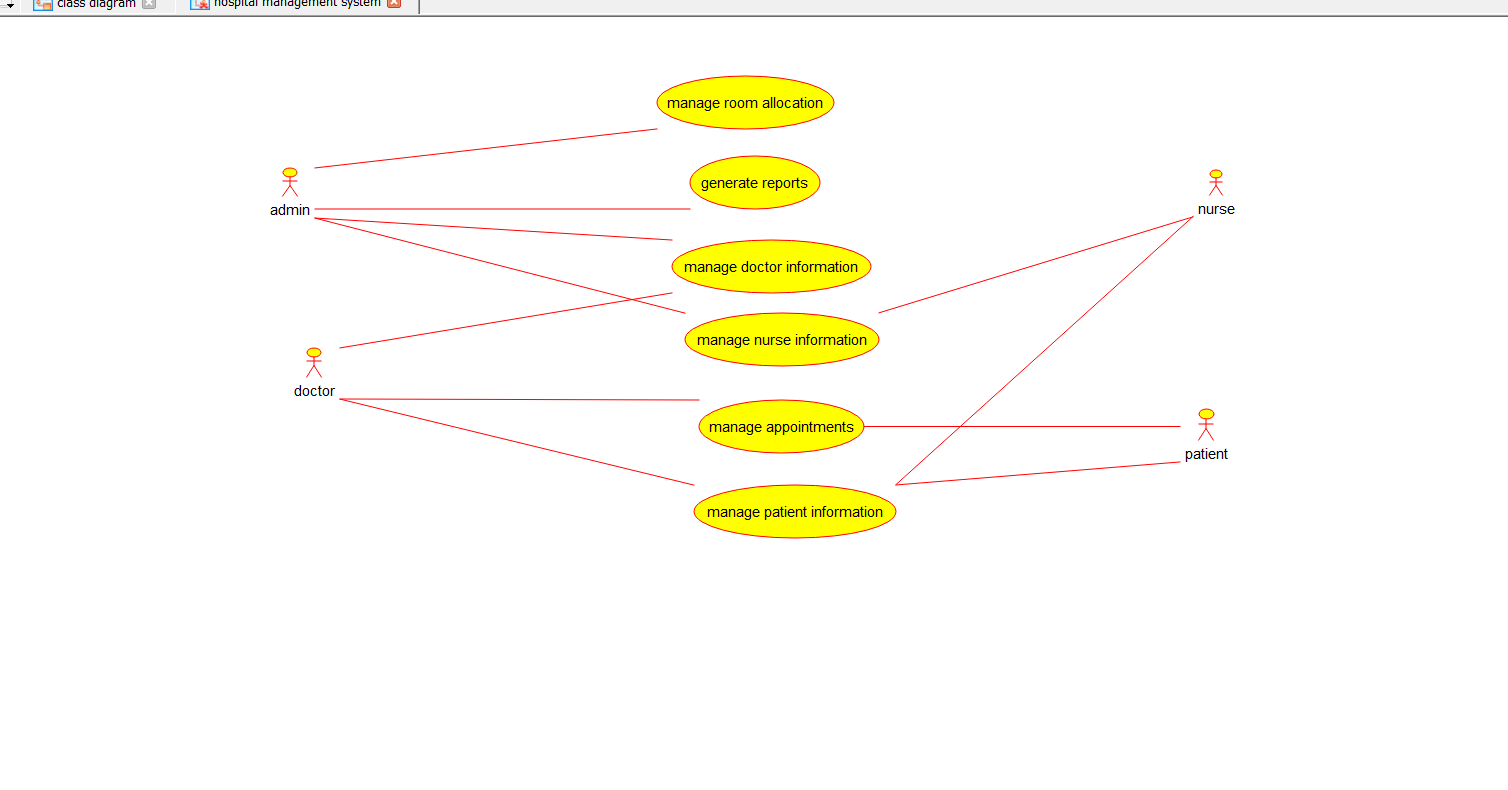 class diagram
hospital management system
manage room allocation
generate reports
admin
nurse
manage doctor information
manage nurse information
doctor
manage appointments
patient
manage patient information